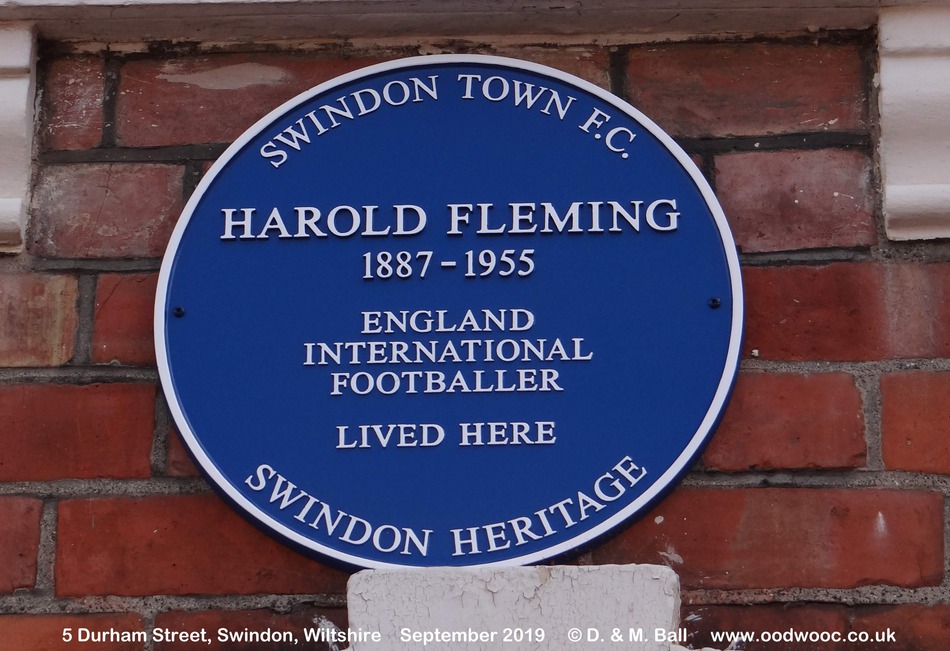 SWINDON TOWN F.C.
HAROLD FLEMING
1887-1955
ENGLAND
INTERNATIONAL
FOOTBALLER
LIVED HERE
SWINDON HERITAGE
5 Durham Street, Swindon, Wiltshire September 2019 © D. & M. Ball www.oodwooc.co.uk